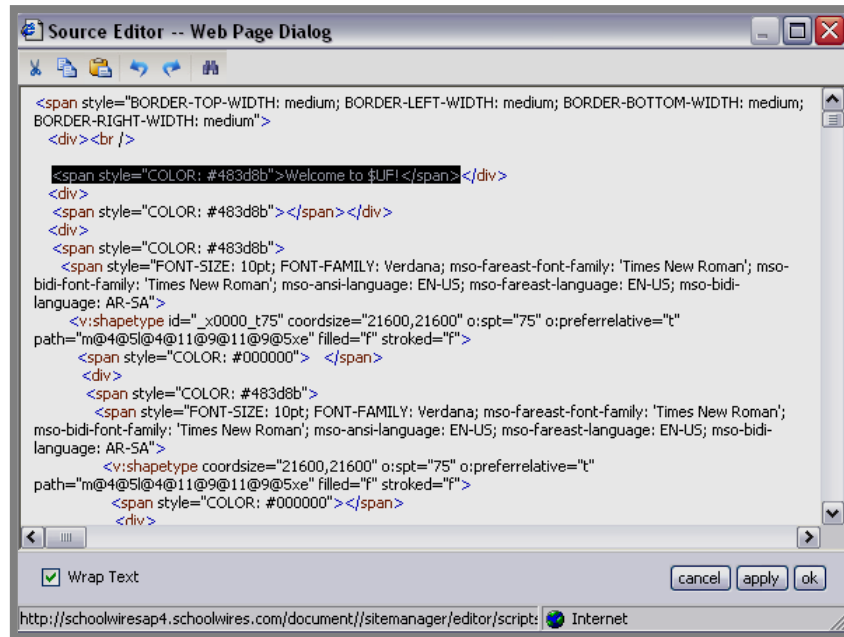 Source Editor -- Web Page Dialog
<span style="BORDER-TOP-WIDTH: medium; BORDER-LEFT-WIDTH: medium; BORDER-BOTTOM-WIDTH: medium;
BORDER-RIGHT-WIDTH: medium">
<div><br />
<span style="COLOR: #483d8b">Welcome to $UF!</span></div>
<div>
<span style="COLOR: #483d8b"></span></div>
<div>
<span style="COLOR: #483d8b">
<span style="FONT-SIZE: 10pt; FONT-FAMILY: Verdana; mso-fareast-font-family: 'Times New Roman'; mso-
bidi-font-family: 'Times New Roman'; mso-ansi-language: EN-US; mso-fareast-language: EN-US; mso-bidi-
language: AR-SA">
<v:shapetype id="_x0000_t75" coordsize="21600,21600" o:spt="75" o:preferrelative="t"
path="m@4@5l@4@11@9@11@9@5xe" filled="f" stroked="f">
<span style="COLOR: #000000">  </span>
<div>
<span style="COLOR: #483d8b">
<span style="FONT-SIZE: 10pt; FONT-FAMILY: Verdana; mso-fareast-font-family: 'Times New Roman';
mso-bidi-font-family: 'Times New Roman'; mso-ansi-language: EN-US; mso-fareast-language: EN-US; mso-bidi-
language: AR-SA">
<v:shapetype coordsize="21600,21600" o:spt="75" o:preferrelative="t"
path="m@4@5l@4@11@9@11@9@5xe" filled="f" stroked="f">
<span style="COLOR: #000000"></span>
<div>
Wrap Text
cancel apply ok
http://schoolwiresap4.schoolwires.com/document//sitemanager/editor/scripts Internet